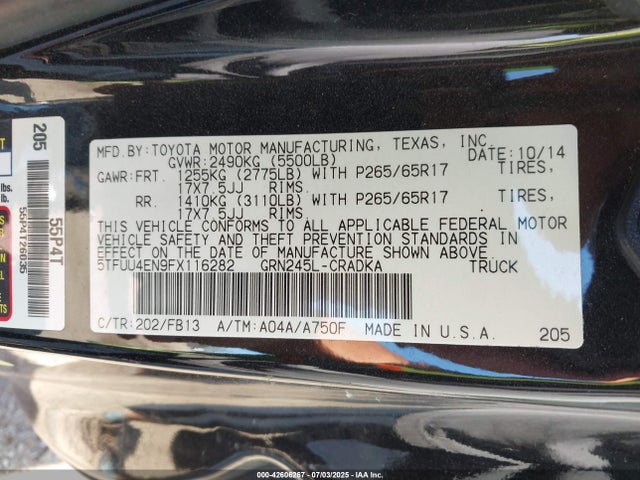 MFD.BY:TOYOTA MOTOR MANUFACTURING, TEXAS, INC.
GVWR:2490KG (5500LB) DATE:10/14
GAWR:FRT. 1255KG (2775LB) WITH P265/65R17 TIRES,
17X7.5JJ RIMS.
RR. 1410KG (3110LB) WITH P265/65R17 TIRES,
17X7.5JJ RIMS.
THIS VEHICLE CONFORMS TO ALL APPLICABLE FEDERAL MOTOR
VEHICLE SAFETY AND THEFT PREVENTION STANDARDS IN
EFFECT ON THE DATE OF MANUFACTURE SHOWN ABOVE.
5TFUU4EN9FX116282 GRN245L-CRADKA TRUCK
C/TR:202/FB13 A/TM:A04A/A750F MADE IN U.S.A. 205
205
55P4T
lbs.
lb.
000-42606267 - 07/03/2025 - IAA Holdings, LLC